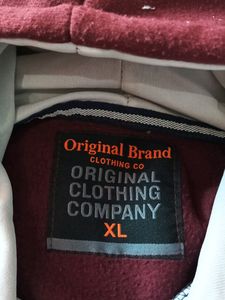 Original Brand
CLOTHING CO
ORIGINAL
CLOTHING
COMPANY
XL